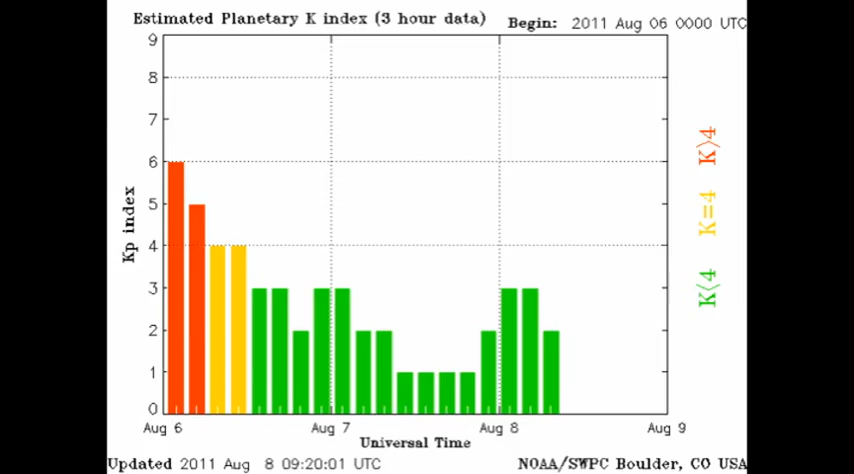 Estimated Planetary K index (3 hour data) Begin: 2011 Aug 06 0000 UTC
9
8
7
6
5
4
3
2
1
0
Kp index
K>4
K=4
K<4
Aug 6 Aug 7 Aug 8 Aug 9
Universal Time
Updated 2011 Aug 8 09:20:01 UTC NOAA/SWPC Boulder, CO USA